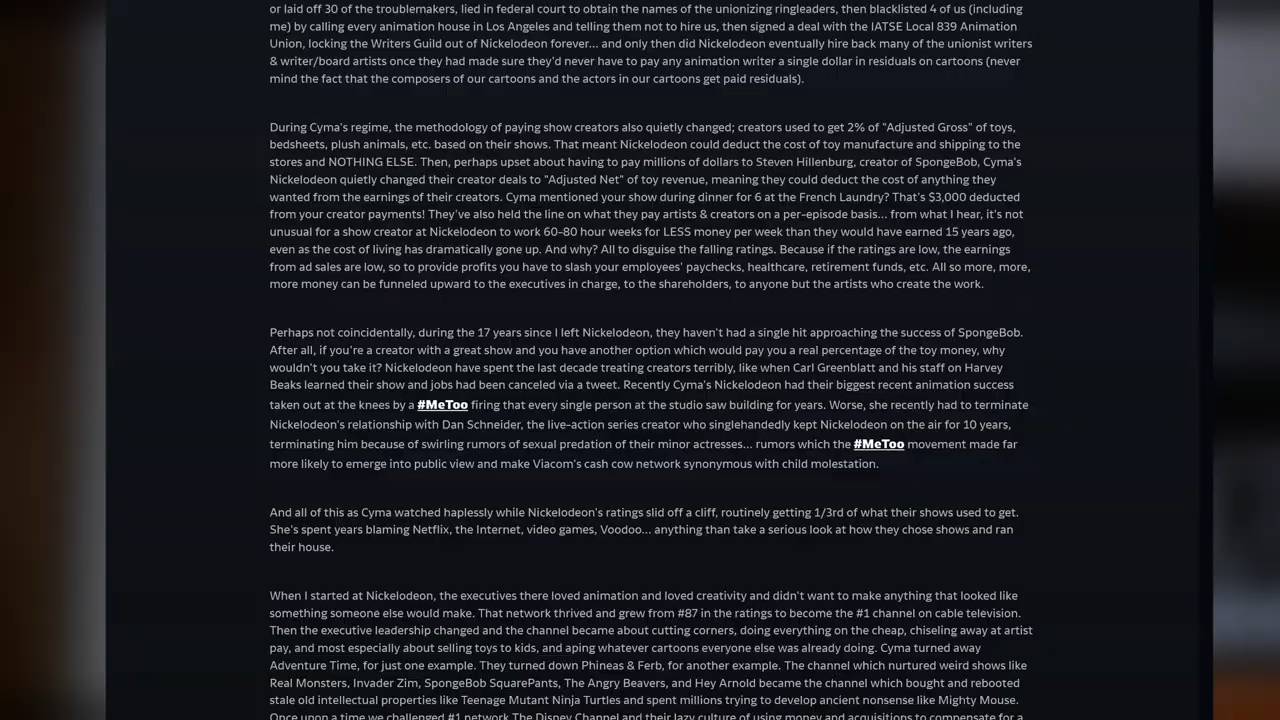 or laid off 30 of the troublemakers, lied in federal court to obtain the names of the unionizing ringleaders, then blacklisted 4 of us (including
me) by calling every animation house in Los Angeles and telling them not to hire us, then signed a deal with the IATSE Local 839 Animation
Union, locking the Writers Guild out of Nickelodeon forever... and only then did Nickelodeon eventually hire back many of the unionist writers
& writer/board artists once they had made sure they'd never have to pay any animation writer a single dollar in residuals on cartoons (never
mind the fact that the composers of our cartoons and the actors in our cartoons get paid residuals).
During Cyma's regime, the methodology of paying show creators also quietly changed; creators used to get 2% of "Adjusted Gross" of toys,
bedsheets, plush animals, etc. based on their shows. That meant Nickelodeon could deduct the cost of toy manufacture and shipping to the
stores and NOTHING ELSE. Then, perhaps upset about having to pay millions of dollars to Steven Hillenburg, creator of SpongeBob, Cyma's
Nickelodeon quietly changed their creator deals to "Adjusted Net" of toy revenue, meaning they could deduct the cost of anything they
wanted from the earnings of their creators. Cyma mentioned your show during dinner for 6 at the French Laundry? That's $3,000 deducted
from your creator payments! They've also held the line on what they pay artists & creators on a per-episode basis... from what I hear, it's not
unusual for a show creator at Nickelodeon to work 60-80 hour weeks for LESS money per week than they would have earned 15 years ago,
even as the cost of living has dramatically gone up. And why? All to disguise the falling ratings. Because if the ratings are low, the earnings
from ad sales are low, so to provide profits you have to slash your employees' paychecks, healthcare, retirement funds, etc. All so more, more,
more money can be funneled upward to the executives in charge, to the shareholders, to anyone but the artists who create the work.
Perhaps not coincidentally, during the 17 years since I left Nickelodeon, they haven't had a single hit approaching the success of SpongeBob.
After all, if you're a creator with a great show and you have another option which would pay you a real percentage of the toy money, why
wouldn't you take it? Nickelodeon have spent the last decade treating creators terribly, like when Carl Greenblatt and his staff on Harvey
Beaks learned their show and jobs had been canceled via a tweet. Recently Cyma's Nickelodeon had their biggest recent animation success
taken out at the knees by a #MeToo firing that every single person at the studio saw building for years. Worse, she recently had to terminate
Nickelodeon's relationship with Dan Schneider, the live-action series creator who singlehandedly kept Nickelodeon on the air for 10 years,
terminating him because of swirling rumors of sexual predation of their minor actresses... rumors which the #MeToo movement made far
more likely to emerge into public view and make Viacom's cash cow network synonymous with child molestation.
And all of this as Cyma watched haplessly while Nickelodeon's ratings slid off a cliff, routinely getting 1/3rd of what their shows used to get.
She's spent years blaming Netflix, the Internet, video games, Voodoo... anything than take a serious look at how they chose shows and ran
their house.
When I started at Nickelodeon, the executives there loved animation and loved creativity and didn't want to make anything that looked like
something someone else would make. That network thrived and grew from #87 in the ratings to become the #1 channel on cable television.
Then the executive leadership changed and the channel became about cutting corners, doing everything on the cheap, chiseling away at artist
pay, and most especially about selling toys to kids, and aping whatever cartoons everyone else was already doing. Cyma turned away
Adventure Time, for just one example. They turned down Phineas & Ferb, for another example. The channel which nurtured weird shows like
Real Monsters, Invader Zim, SpongeBob SquarePants, The Angry Beavers, and Hey Arnold became the channel which bought and rebooted
stale old intellectual properties like Teenage Mutant Ninja Turtles and spent millions trying to develop ancient nonsense like Mighty Mouse.
Once upon a time we challenged #1 network The Disney Channel and their lazy culture of using money and acquisitions to compensate for a